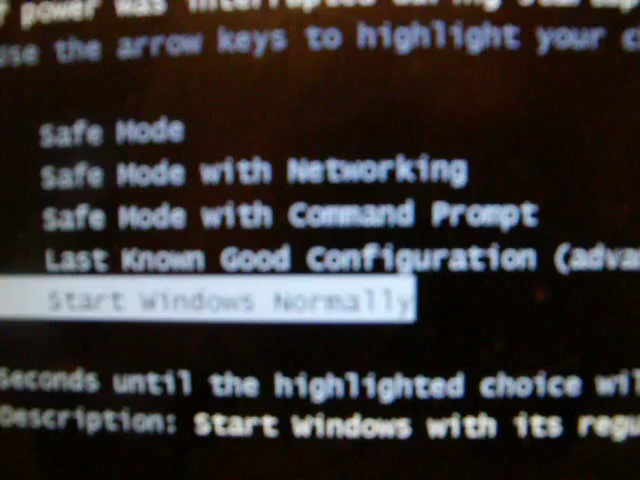 power was interrupted during startup
use the arrow keys to highlight your
Safe Mode
Safe Mode with Networking
Safe Mode with Command Prompt
Last Known Good Configuration (adva
Start Windows Normally
Seconds until the highlighted choice wil
Description: Start Windows with its regu